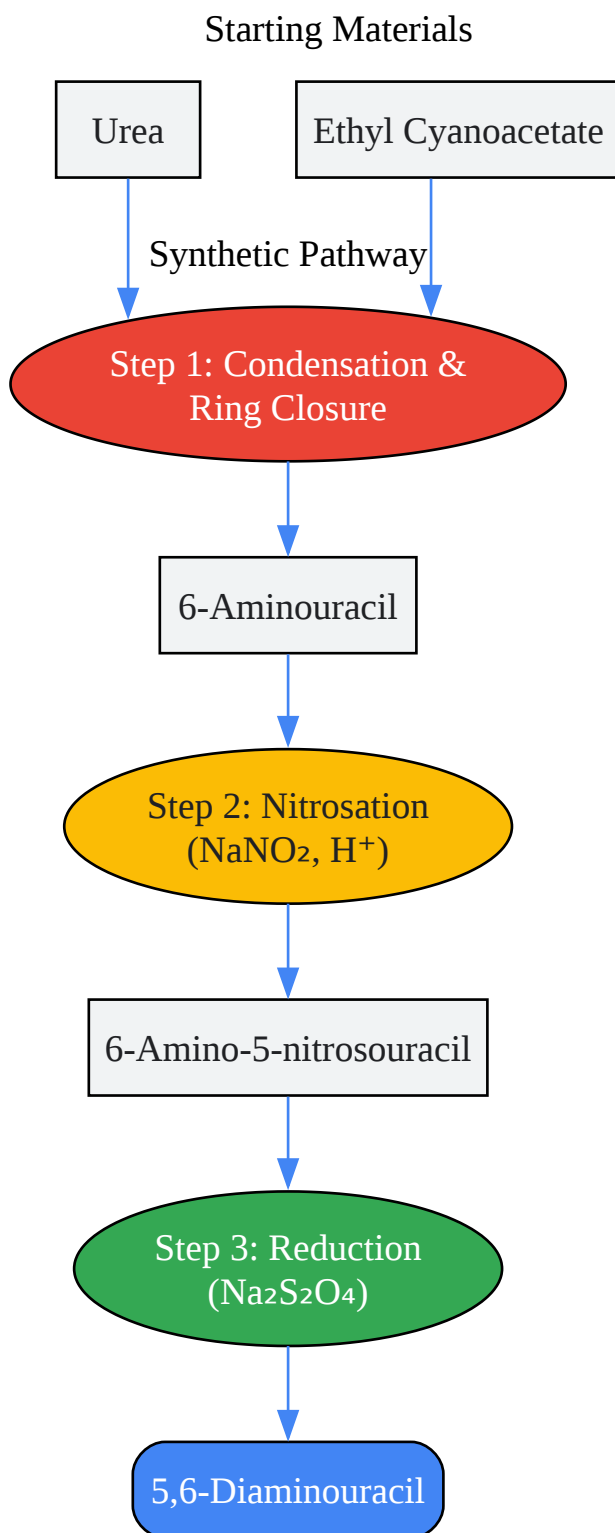 Starting Materials
Urea
Ethyl Cyanoacetate
Synthetic Pathway
Step 1: Condensation &
Ring Closure
6-Aminouracil
Step 2: Nitrosation
(NaNO₂, H⁺)
6-Amino-5-nitrosouracil
Step 3: Reduction
(Na₂S₂O₄)
5,6-Diaminouracil